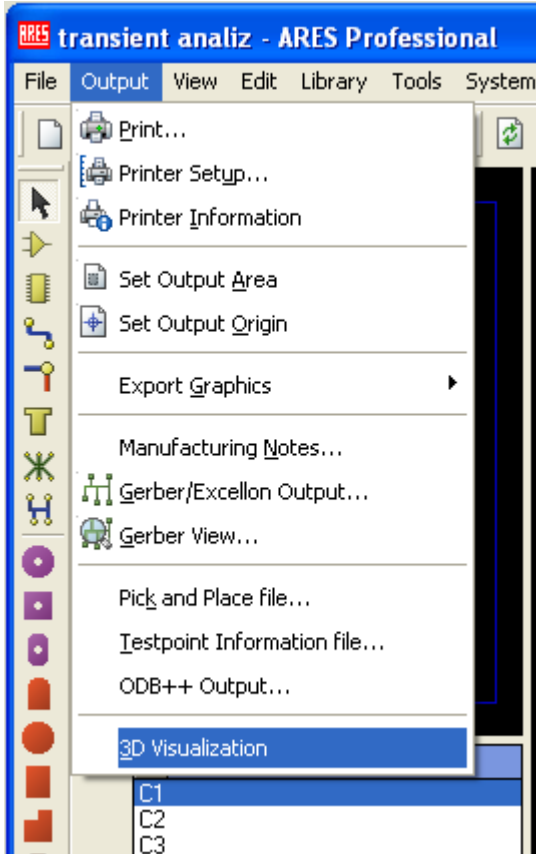 ARES transient analiz - ARES Professional
File Output View Edit Library Tools System
Print...
Printer Setup...
Printer Information
Set Output Area
Set Output Origin
Export Graphics
Manufacturing Notes...
Gerber/Excellon Output...
Gerber View...
Pick and Place file...
Testpoint Information file...
ODB++ Output...
3D Visualization
C1
C2
C3